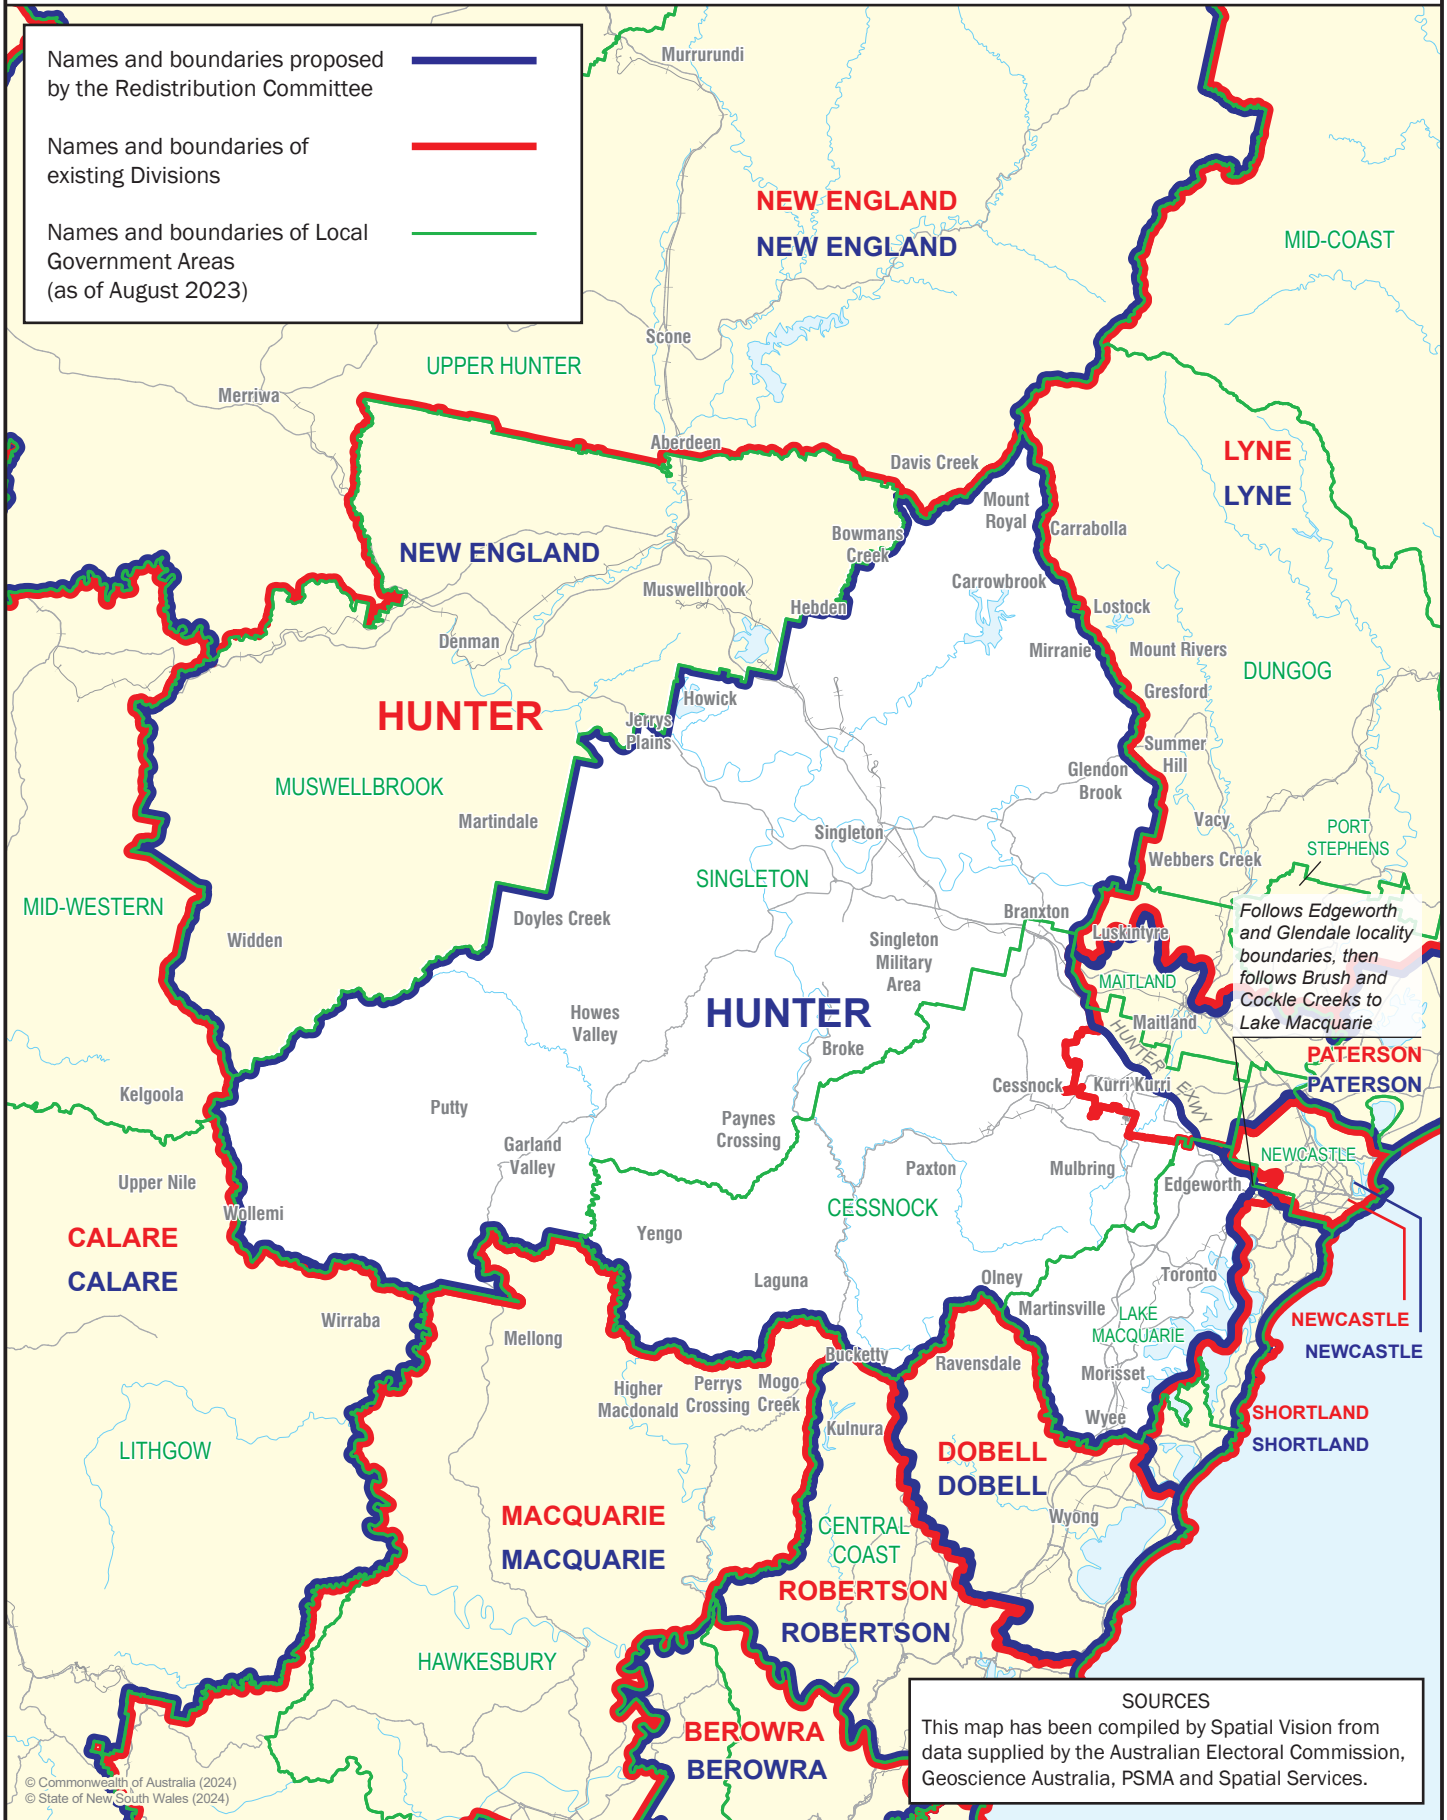 Names and boundaries proposed
by the Redistribution Committee
Names and boundaries of
existing Divisions
Names and boundaries of Local
Government Areas
(as of August 2023)
Murrurundi
NEW ENGLAND
NEW ENGLAND
MID-COAST
Scone
UPPER HUNTER
Merriwa
Aberdeen
Davis Creek
LYNE
LYNE
Mount
Royal
Bowmans
Creek
Carrabolla
NEW ENGLAND
Muswellbrook
Carrowbrook
Hebden
Lostock
Denman
Mirranie
Mount Rivers
DUNGOG
Gresford
Howick
HUNTER
Jerrys
Plains
Summer
Hill
Glendon
Brook
MUSWELLBROOK
Martindale
Singleton
Vacy
PORT
STEPHENS
Webbers Creek
SINGLETON
MID-WESTERN
Widden
Doyles Creek
Branxton
Luskintyre
Singleton
Military
Area
Follows Edgeworth
and Glendale locality
boundaries, then
follows Brush and
Cockle Creeks to
Lake Macquarie
MAITLAND
Maitland
HUNTER
Howes
Valley
Broke
HUNTER EXWY
PATERSON
PATERSON
Kelgoola
Putty
Cessnock
Kurri Kurri
Paynes
Crossing
Garland
Valley
NEWCASTLE
Upper Nile
Paxton
Mulbring
Edgeworth
Wollemi
CESSNOCK
CALARE
CALARE
Yengo
Laguna
Olney
Toronto
Martinsville
LAKE
MACQUARIE
Wirraba
Mellong
NEWCASTLE
NEWCASTLE
Bucketty
Ravensdale
Morisset
Higher
Macdonald
Perrys
Crossing
Mogo
Creek
Wyee
SHORTLAND
SHORTLAND
Kulnura
LITHGOW
DOBELL
DOBELL
MACQUARIE
MACQUARIE
Wyong
CENTRAL
COAST
ROBERTSON
ROBERTSON
HAWKESBURY
BEROWRA
BEROWRA
SOURCES
This map has been compiled by Spatial Vision from
data supplied by the Australian Electoral Commission,
Geoscience Australia, PSMA and Spatial Services.
© Commonwealth of Australia (2024)
© State of New South Wales (2024)